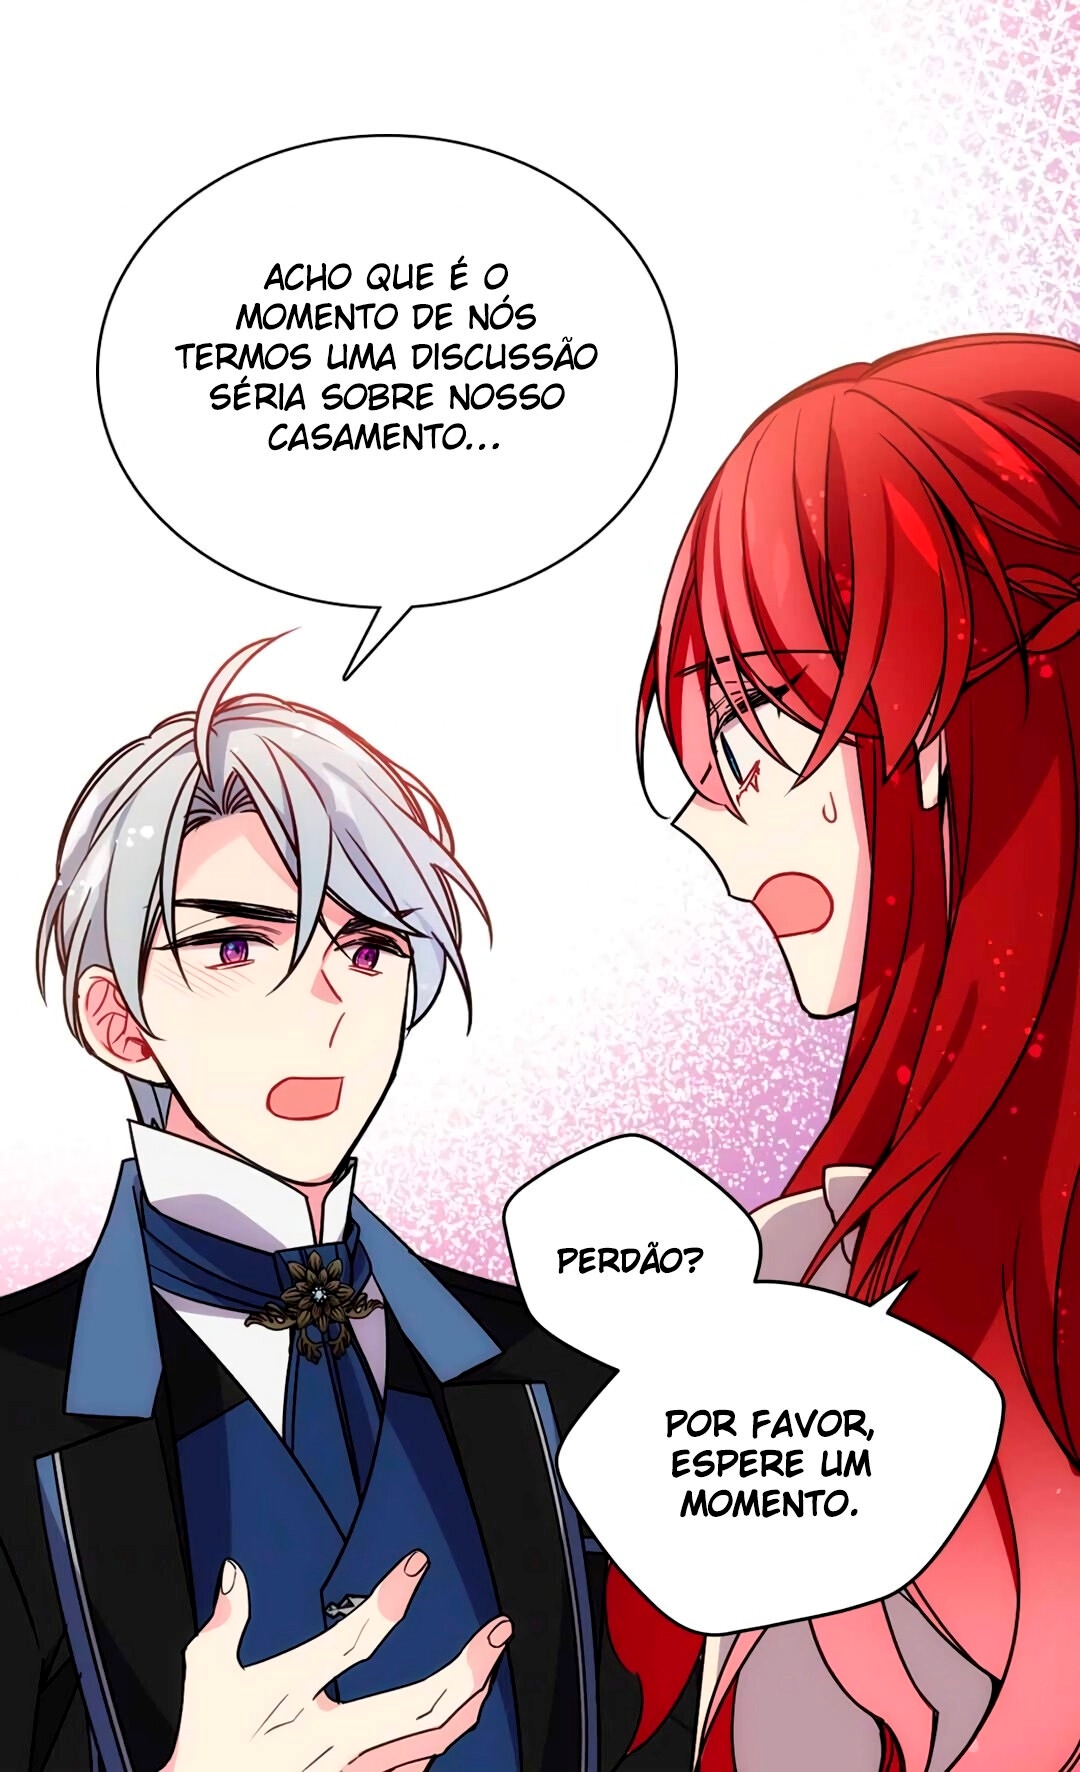 ACHO QUE É O
MOMENTO DE NÓS
TERMOS UMA DISCUSSÃO
SÉRIA SOBRE NOSSO
CASAMENTO...
PERDÃO?
POR FAVOR,
ESPERE UM
MOMENTO.